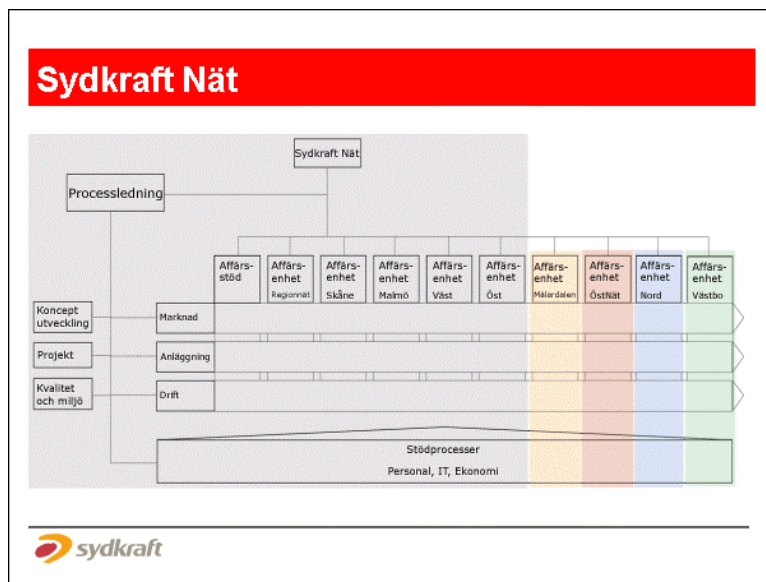 Sydkraft Nät
Sydkraft Nät
Processledning
Affärs-
stöd
Affärs-
enhet
Regionnät
Affärs-
enhet
Skåne
Affärs-
enhet
Malmö
Affärs-
enhet
Väst
Affärs-
enhet
Öst
Affärs-
enhet
Mälardalen
Affärs-
enhet
ÖstNät
Affärs-
enhet
Nord
Affärs-
enhet
Västbo
Koncept
utveckling
Marknad
Projekt
Anläggning
Kvalitet
och miljö
Drift
Stödprocesser
Personal, IT, Ekonomi
sydkraft